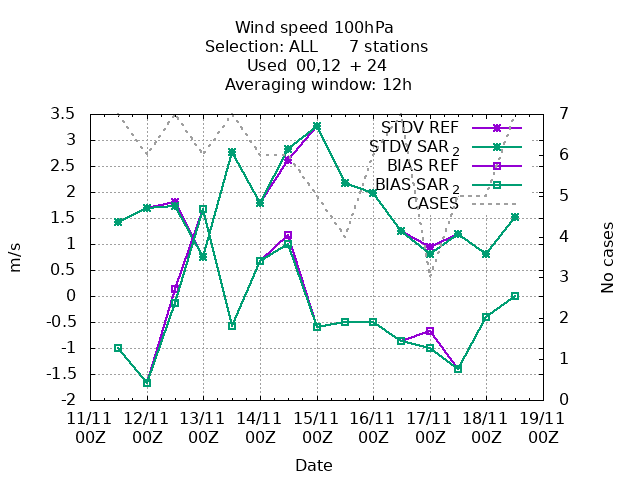 Wind speed 100hPa
Selection: ALL 7 stations
Used 00,12 + 24
Averaging window: 12h
3.5 7
STDV REF
3
STDV SAR 2
6
2.5
BIAS REF
2
BIAS SAR 2
5
CASES
1.5
4
1
m/s
No cases
0.5
3
0
-0.5
2
-1
1
-1.5
-2 0
11/11 12/11 13/11 14/11 15/11 16/11 17/11 18/11 19/11
00Z 00Z 00Z 00Z 00Z 00Z 00Z 00Z 00Z
Date